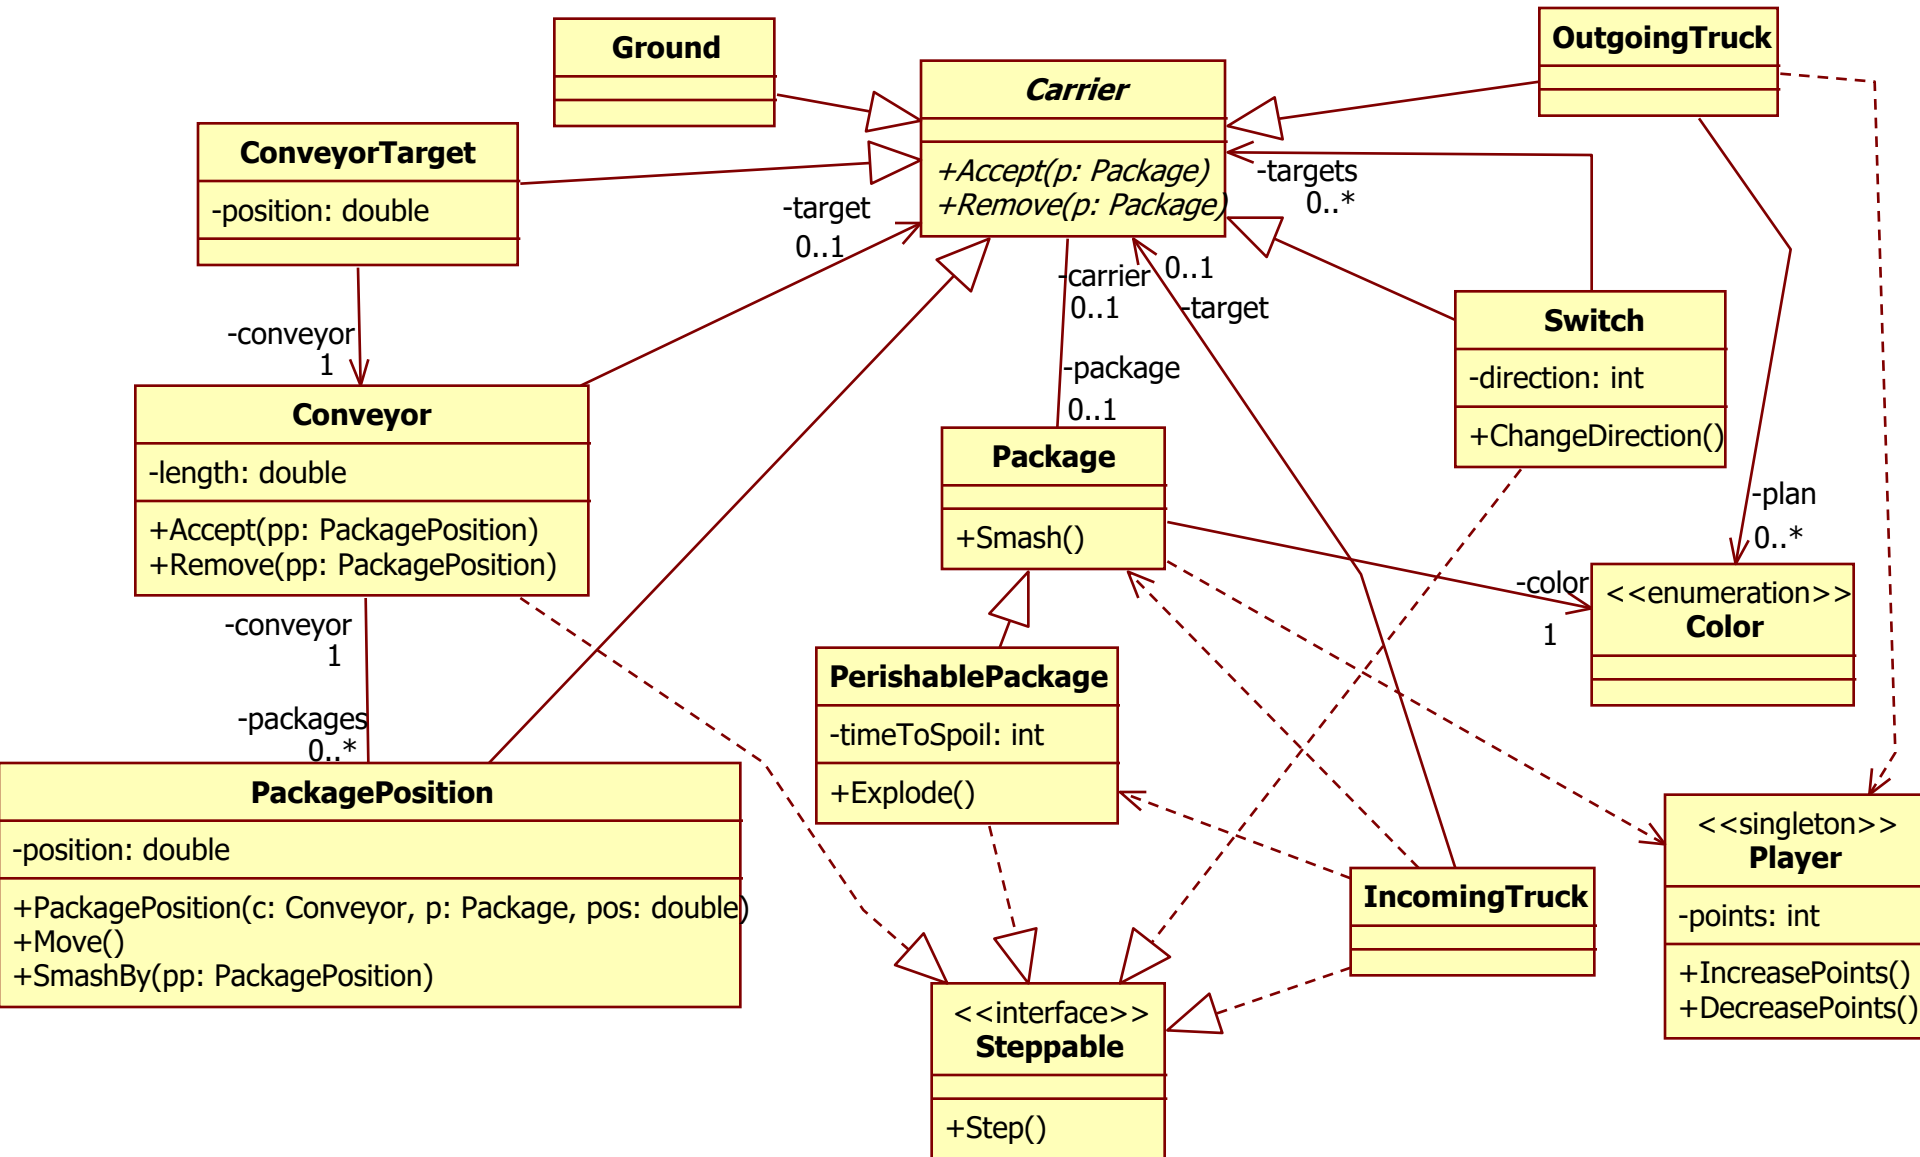 Ground
OutgoingTruck
Carrier
+Accept(p: Package)
+Remove(p: Package)
ConveyorTarget
-position: double
-target
0..1
-targets
0..*
-carrier
0..1
0..1
-target
Switch
-direction: int
+ChangeDirection()
-conveyor
1
-package
0..1
Conveyor
-length: double
+Accept(pp: PackagePosition)
+Remove(pp: PackagePosition)
Package
+Smash()
-plan
0..*
-color
1
<<enumeration>>
Color
-conveyor
1
-packages
0..*
PerishablePackage
-timeToSpoil: int
+Explode()
PackagePosition
-position: double
+PackagePosition(c: Conveyor, p: Package, pos: double)
+Move()
+SmashBy(pp: PackagePosition)
IncomingTruck
<<singleton>>
Player
-points: int
+IncreasePoints()
+DecreasePoints()
<<interface>>
Steppable
+Step()